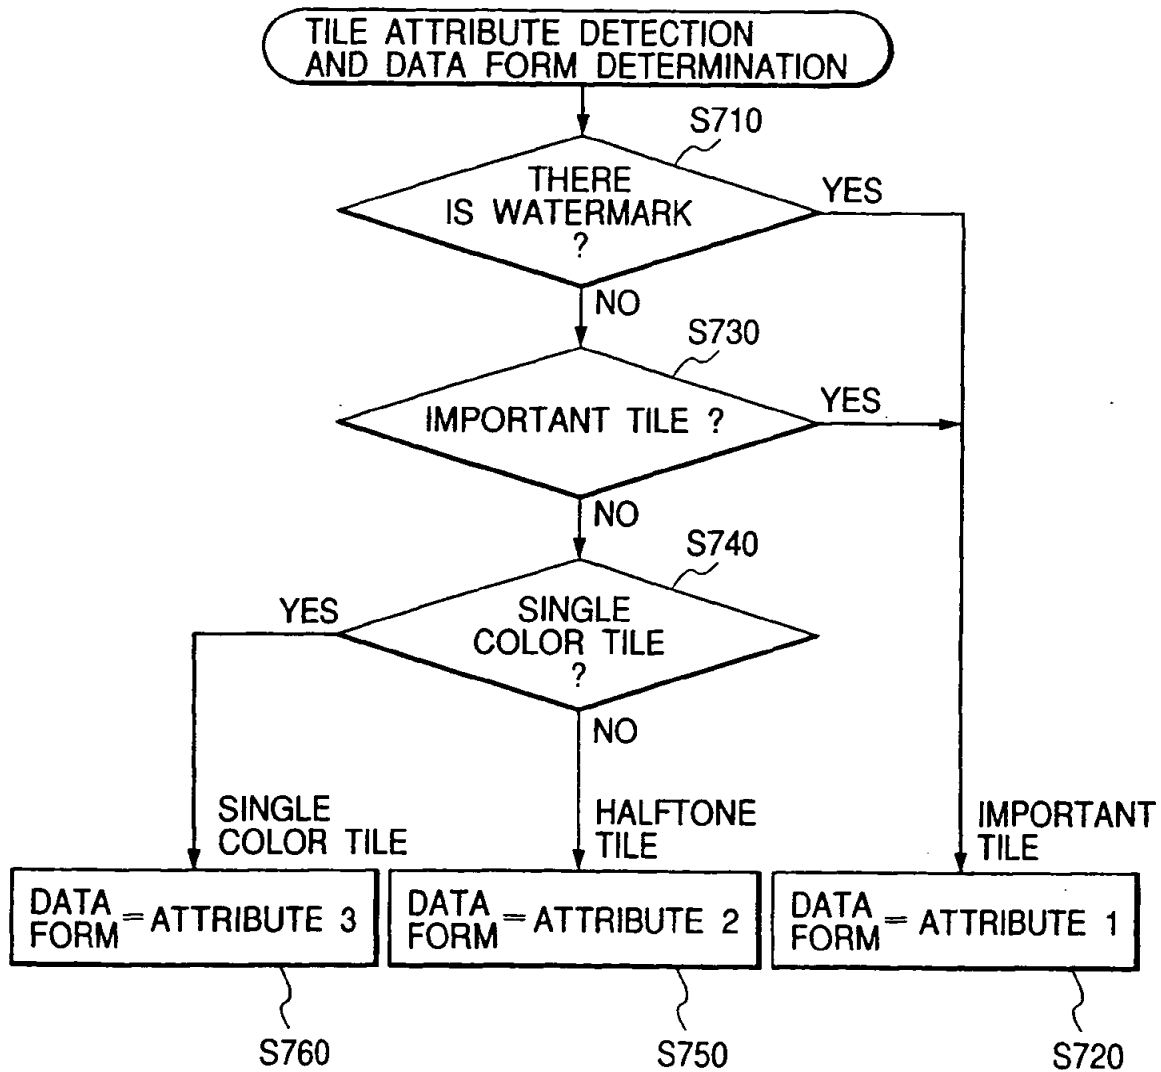 TILE ATTRIBUTE DETECTION
AND DATA FORM DETERMINATION
S710
THERE
IS WATERMARK
?
YES
NO
S730
IMPORTANT TILE ?
YES
NO
S740
SINGLE
COLOR TILE
?
YES
NO
SINGLE
COLOR TILE
HALFTONE
TILE
IMPORTANT
TILE
DATA
FORM = ATTRIBUTE 3
DATA
FORM = ATTRIBUTE 2
DATA
FORM = ATTRIBUTE 1
S760
S750
S720